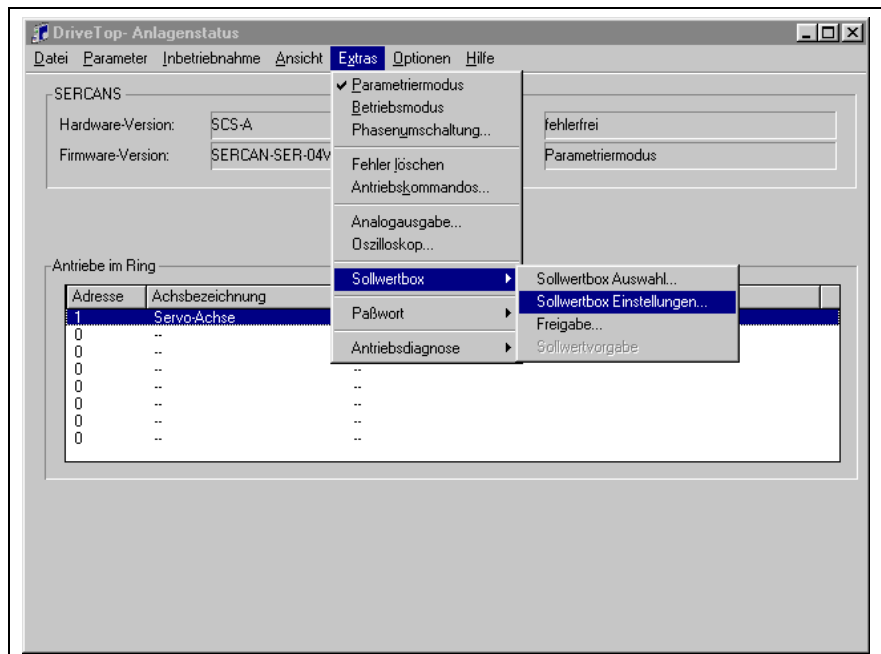 DriveTop- Anlagenstatus
Datei Parameter Inbetriebnahme Ansicht Extras Optionen Hilfe
SERCANS
Hardware-Version: SCS-A
Firmware-Version: SERCAN-SER-04V
fehlerfrei
Parametriermodus
Parametriermodus
Betriebsmodus
Phasenumschaltung...
Fehler löschen
Antriebskommandos...
Analogausgabe...
Oszilloskop...
Sollwertbox
Paßwort
Antriebsdiagnose
Sollwertbox Auswahl...
Sollwertbox Einstellungen...
Freigabe...
Sollwertvorgabe
Antriebe im Ring
Adresse Achsbezeichnung
1 Servo-Achse
0 --
0 --
0 -- --
0 -- --
0 -- --
0 -- --
0 -- --